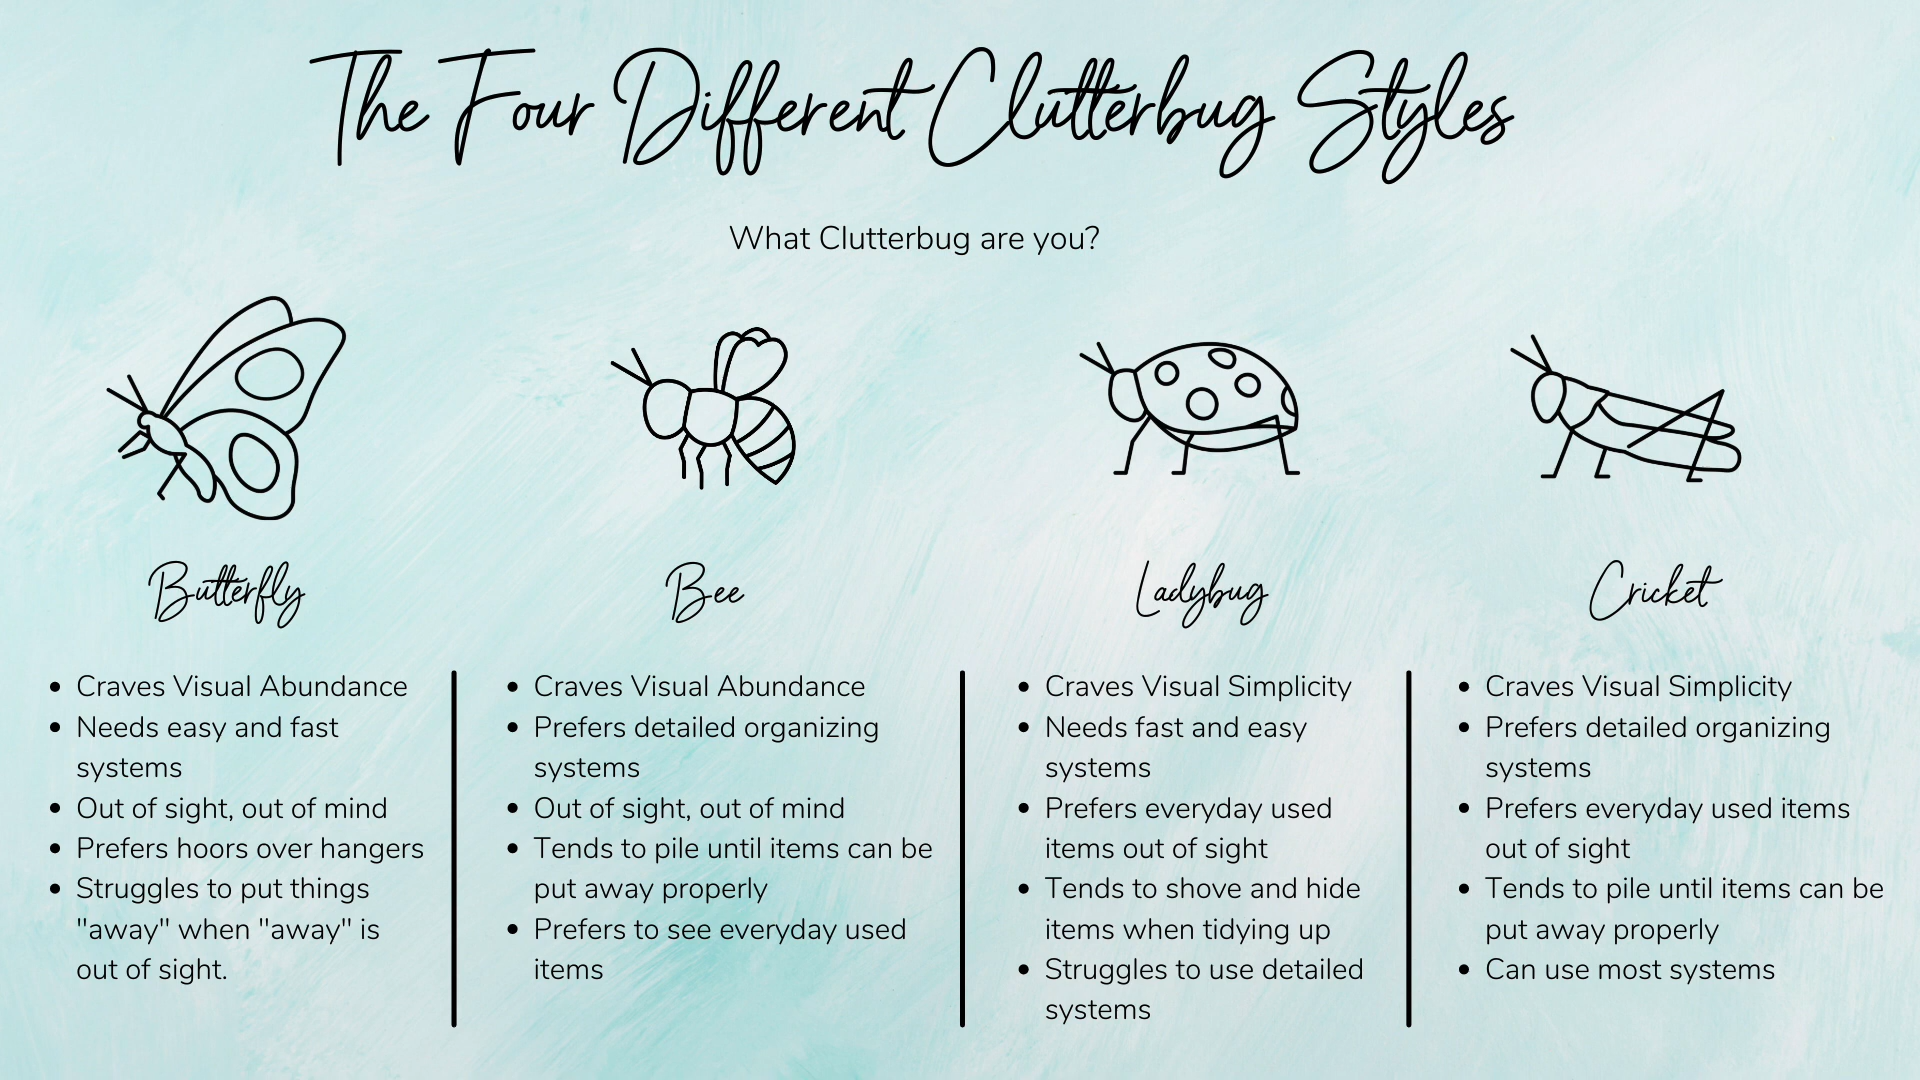 The Four Different Clutterbug Styles
What Clutterbug are you?
Butterfly
• Craves Visual Abundance
• Needs easy and fast
systems
• Out of sight, out of mind
• Prefers hoors over hangers
• Struggles to put things
"away" when "away" is
out of sight.
Bee
• Craves Visual Abundance
• Prefers detailed organizing
systems
• Out of sight, out of mind
• Tends to pile until items can be
put away properly
• Prefers to see everyday used
items
Ladybug
• Craves Visual Simplicity
• Needs fast and easy
systems
• Prefers everyday used
items out of sight
• Tends to shove and hide
items when tidying up
• Struggles to use detailed
systems
Cricket
• Craves Visual Simplicity
• Prefers detailed organizing
systems
• Prefers everyday used items
out of sight
• Tends to pile until items can be
put away properly
• Can use most systems